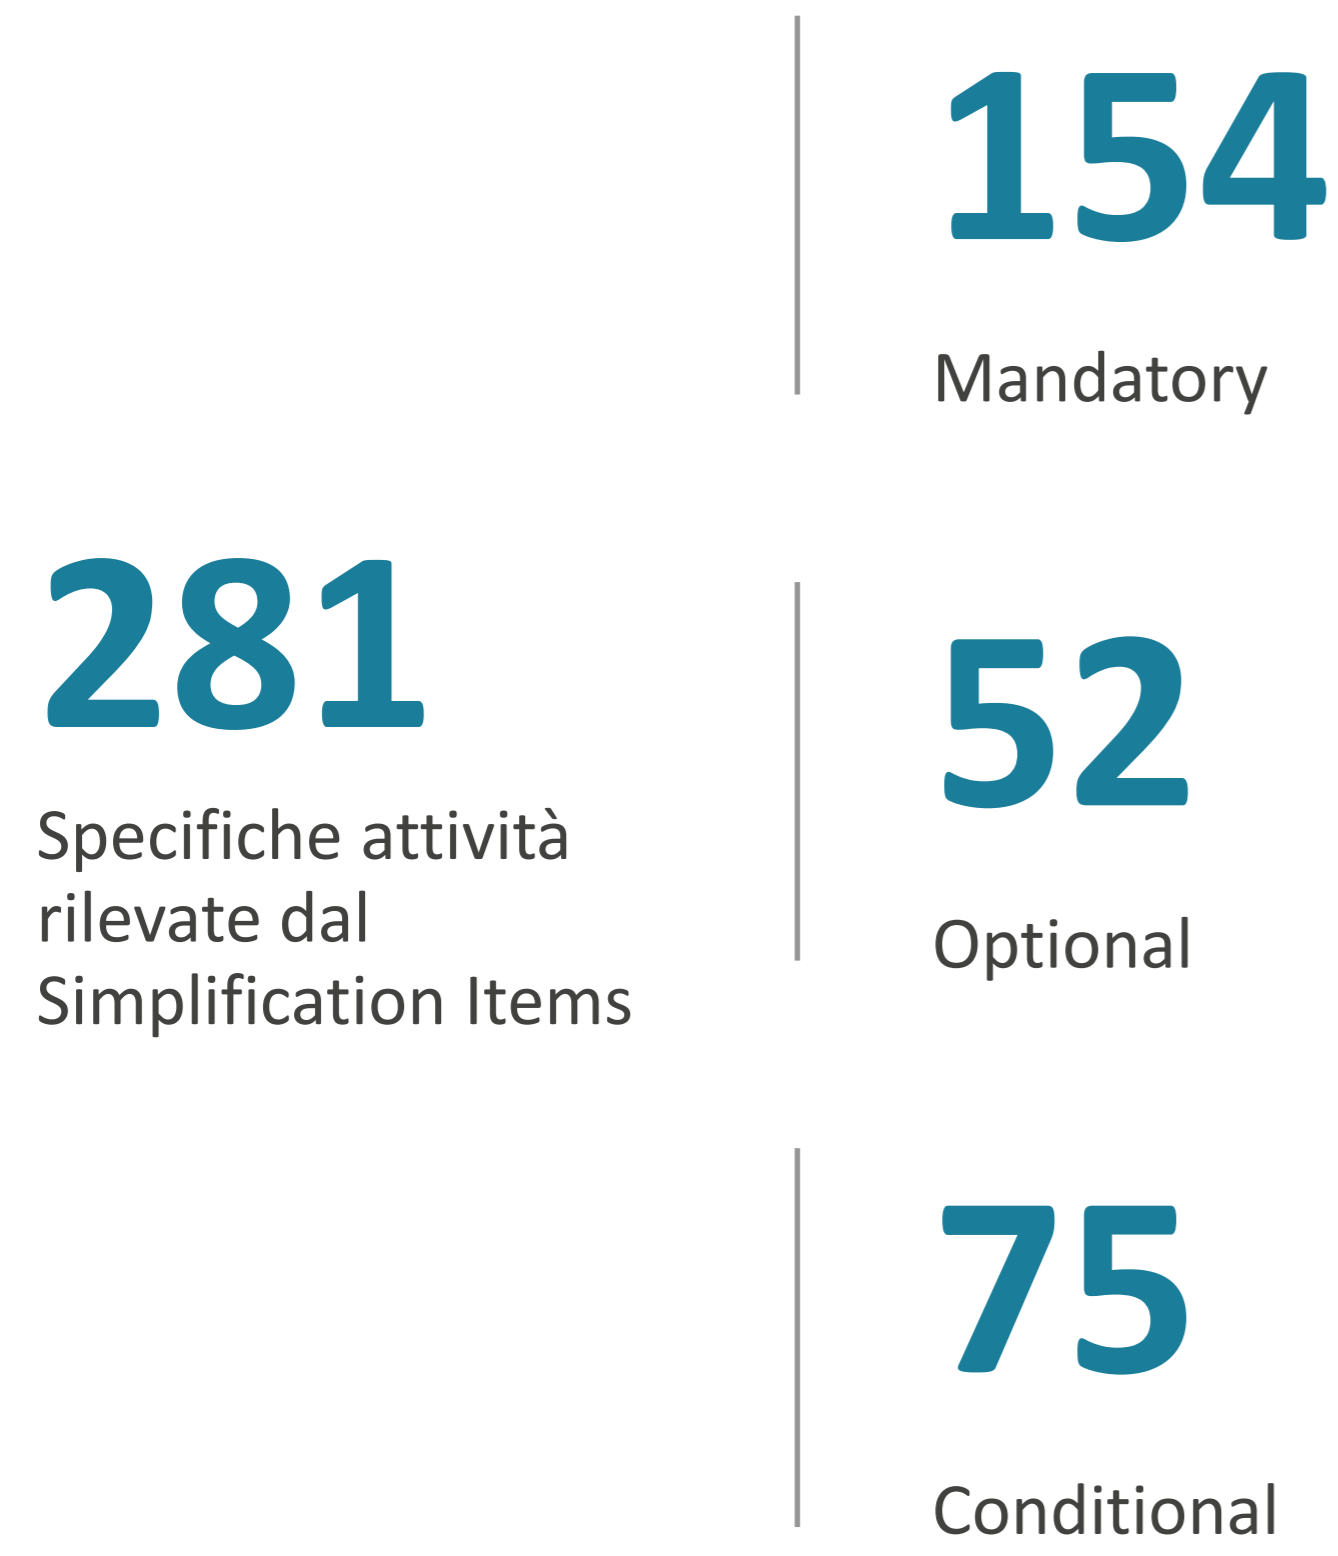 281
Specifiche attività
rilevate dal
Simplification Items
154
Mandatory
52
Optional
75
Conditional